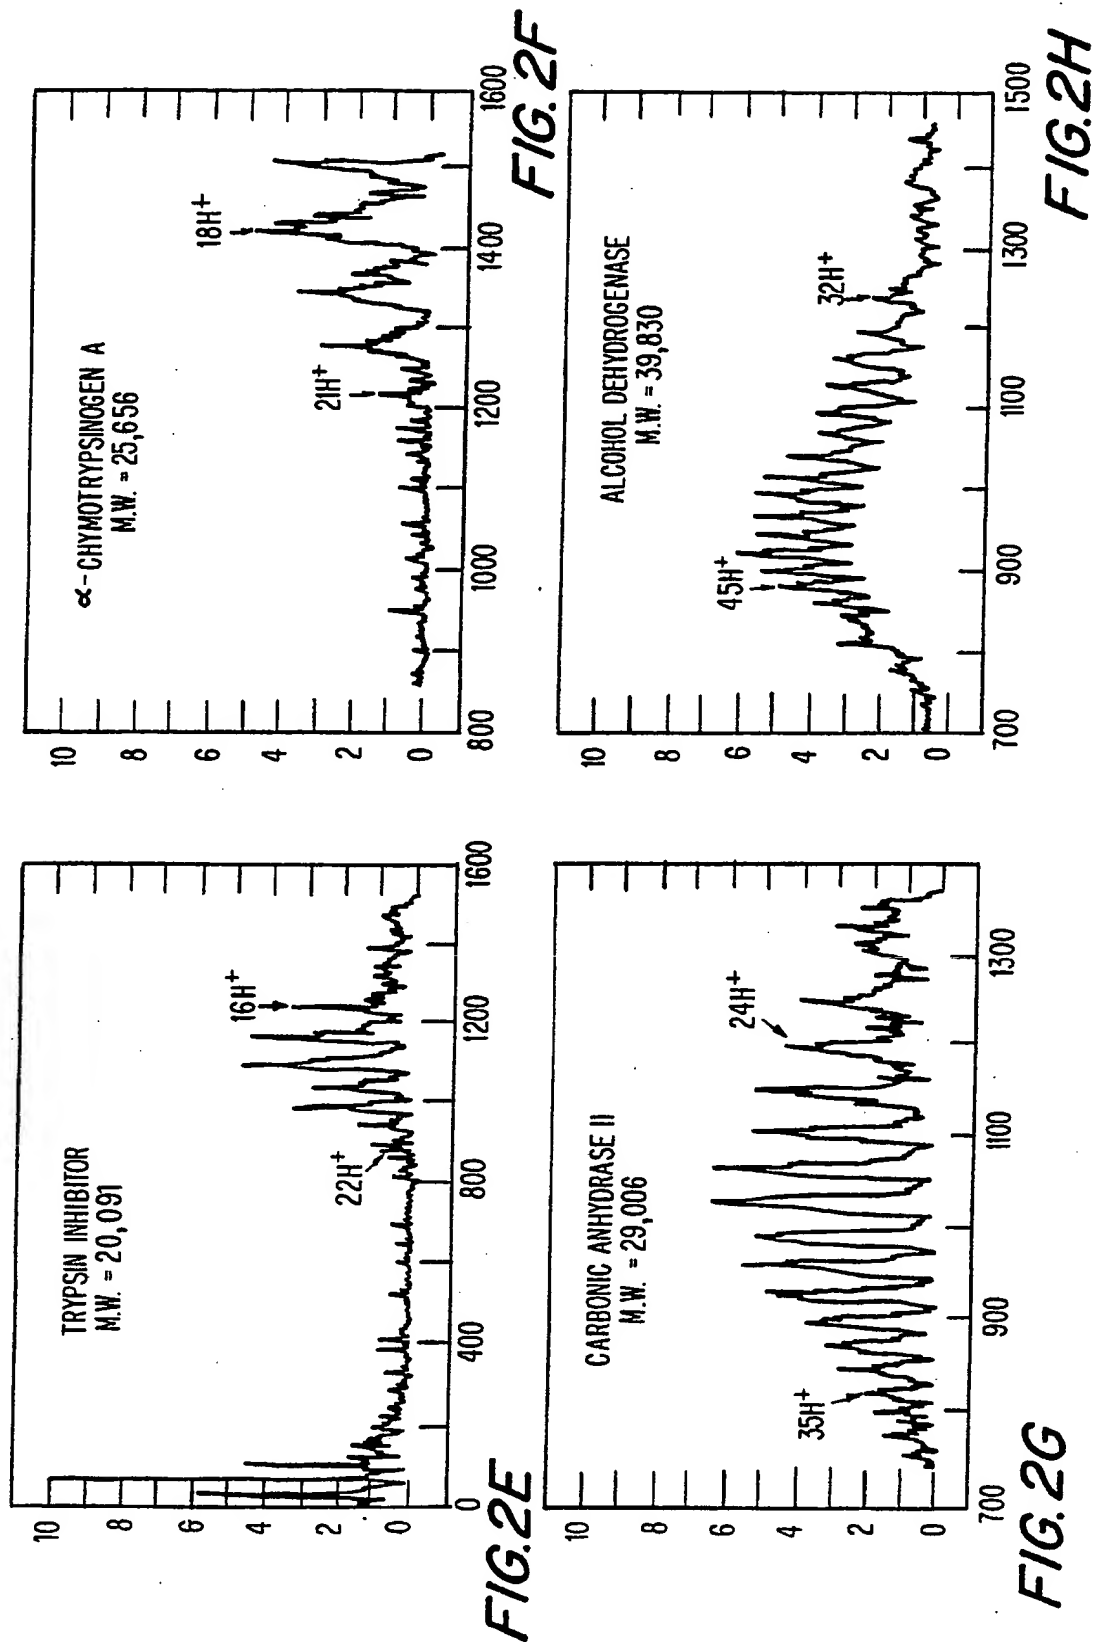 TRYPSIN INHIBITOR
M.W. = 20,091
22H+
16H+
10
8
6
4
2
0
0
400
800
1200
1600
FIG. 2E
α-CHYMOTRYPSINOGEN A
M.W. = 25,656
21H+
18H+
10
8
6
4
2
0
800
1000
1200
1400
1600
FIG. 2F
CARBONIC ANHYDRASE II
M.W. = 29,006
35H+
24H+
10
8
6
4
2
0
700
900
1100
1300
FIG. 2G
ALCOHOL DEHYDROGENASE
M.W. = 39,830
45H+
32H+
10
8
6
4
2
0
700
900
1100
1300
1500
FIG. 2H